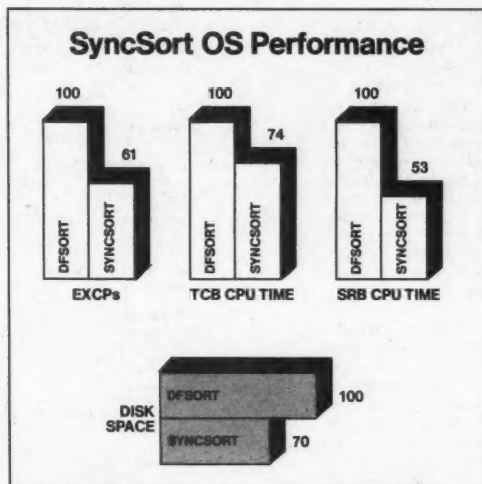 SyncSort OS Performance
100
61
DFSORT
SYNCSORT
EXCPs
100
74
DFSORT
SYNCSORT
TCB CPU TIME
100
53
DFSORT
SYNCSORT
SRB CPU TIME
DISK
SPACE
DFSORT
100
SYNCSORT
70